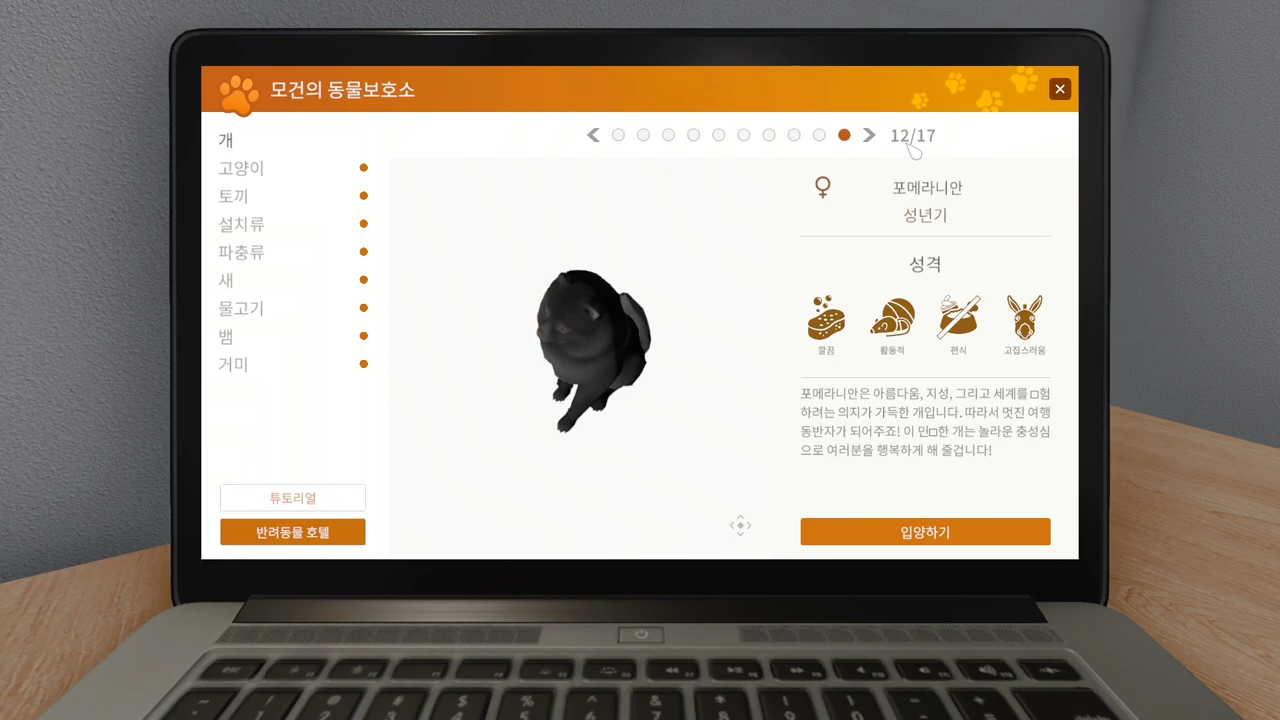 모건의 동물보호소
개
고양이
토끼
설치류
파충류
새
물고기
뱀
거미
튜토리얼
반려동물 호텔
12/17
포메라니안
성년기
성격
깔끔
활동적
편식
고집스러움
포메라니안은 아름다움, 지성, 그리고 세계를 □험
하려는 의지가 가득한 개입니다. 따라서 멋진 여행
동반자가 되어주죠! 이 민□한 개는 놀라운 충성심
으로 여러분을 행복하게 해 줄겁니다!
입양하기
esc